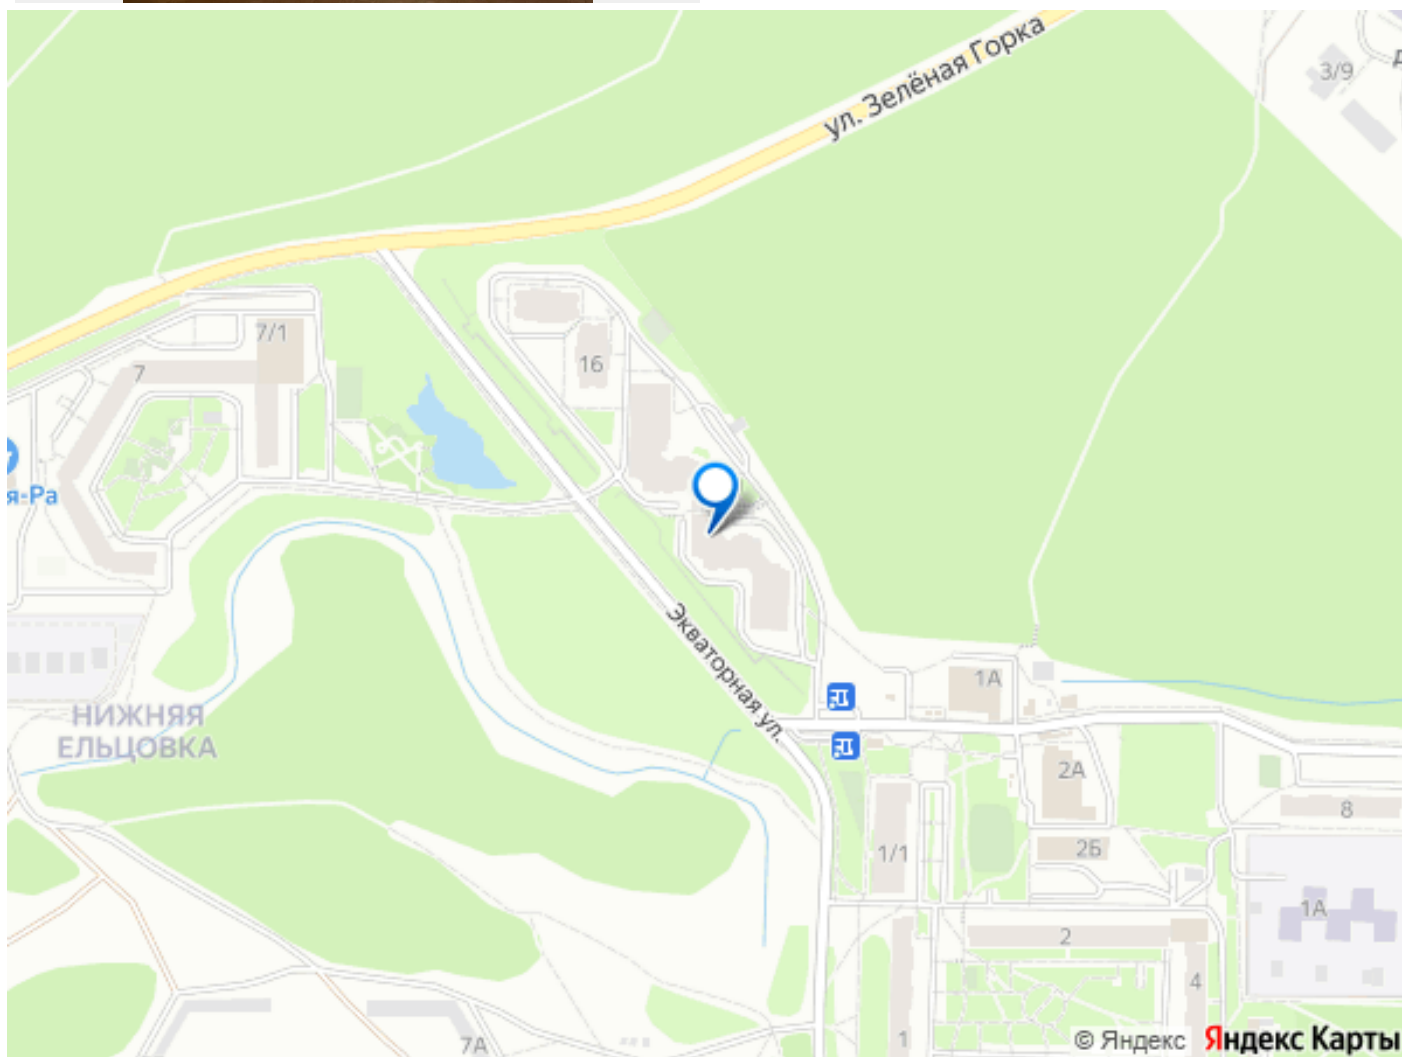 ул. Зелёная Горка
3/9
7/1
7
16
я-Ра
Экваторная ул.
НИЖНЯЯ
ЕЛЬЦОВКА
1А
2А
8
2Б
1/1
1А
2
4
1
7А
© Яндекс
Яндекс Карты